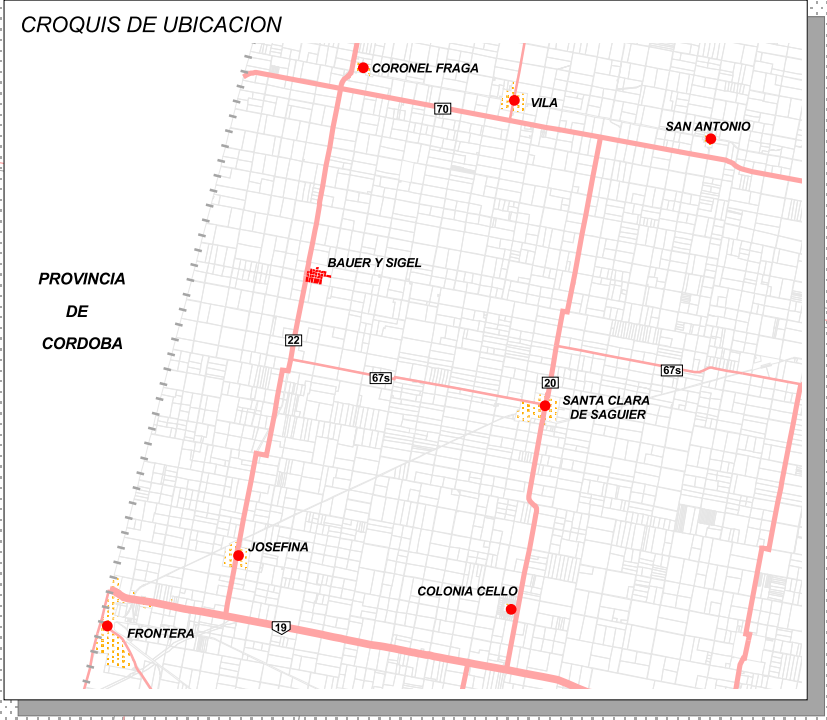 CROQUIS DE UBICACION
CORONEL FRAGA
VILA
70
SAN ANTONIO
BAUER Y SIGEL
PROVINCIA
DE
CORDOBA
22
67s
67s
20
SANTA CLARA
DE SAGUIER
JOSEFINA
COLONIA CELLO
19
FRONTERA